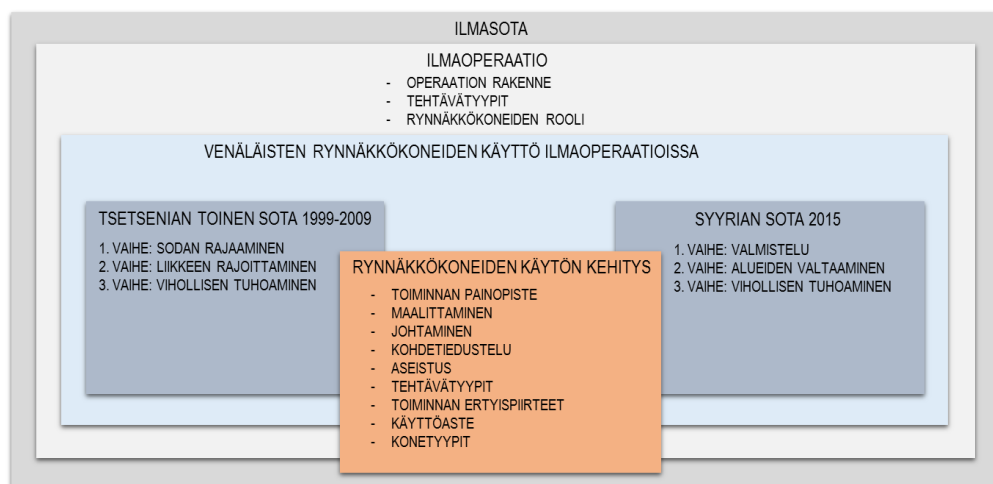 ILMASOTA
ILMAOPERAATIO
- OPERAATION RAKENNE
- TEHTÄVÄTYYPIT
- RYNNÄKKÖKONEIDEN ROOLI
VENÄLÄISTEN RYNNÄKKÖKONEIDEN KÄYTTÖ ILMAOPERAATIOISSA
TSETSENIAN TOINEN SOTA 1999-2009
1. VAIHE: SODAN RAJAAMINEN
2. VAIHE: LIIKKEEN RAJOITTAMINEN
3. VAIHE: VIHOLLISEN TUHOAMINEN
SYYRIAN SOTA 2015
1. VAIHE: VALMISTELU
2. VAIHE: ALUEIDEN VALTAAMINEN
3. VAIHE: VIHOLLISEN TUHOAMINEN
RYNNÄKKÖKONEIDEN KÄYTÖN KEHITYS
- TOIMINNAN PAINOPISTE
- MAALITTAMINEN
- JOHTAMINEN
- KOHDETIEDUSTELU
- ASEISTUS
- TEHTÄVÄTYYPIT
- TOIMINNAN ERTYISPIIRTEET
- KÄYTTÖASTE
- KONETYYPIT